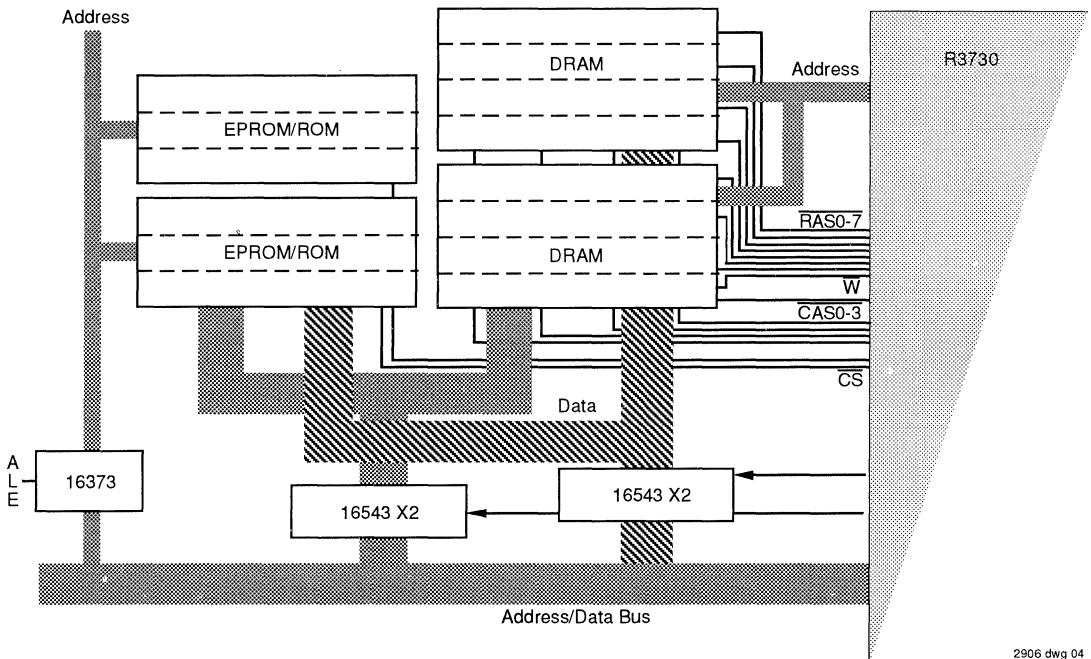 Address
DRAM
Address
R3730
EPROM/ROM
RAS0-7
EPROM/ROM
DRAM
W
CAS0-3
CS
Data
A
L
E
16373
16543 X2
16543 X2
Address/Data Bus
2906 dwg 04